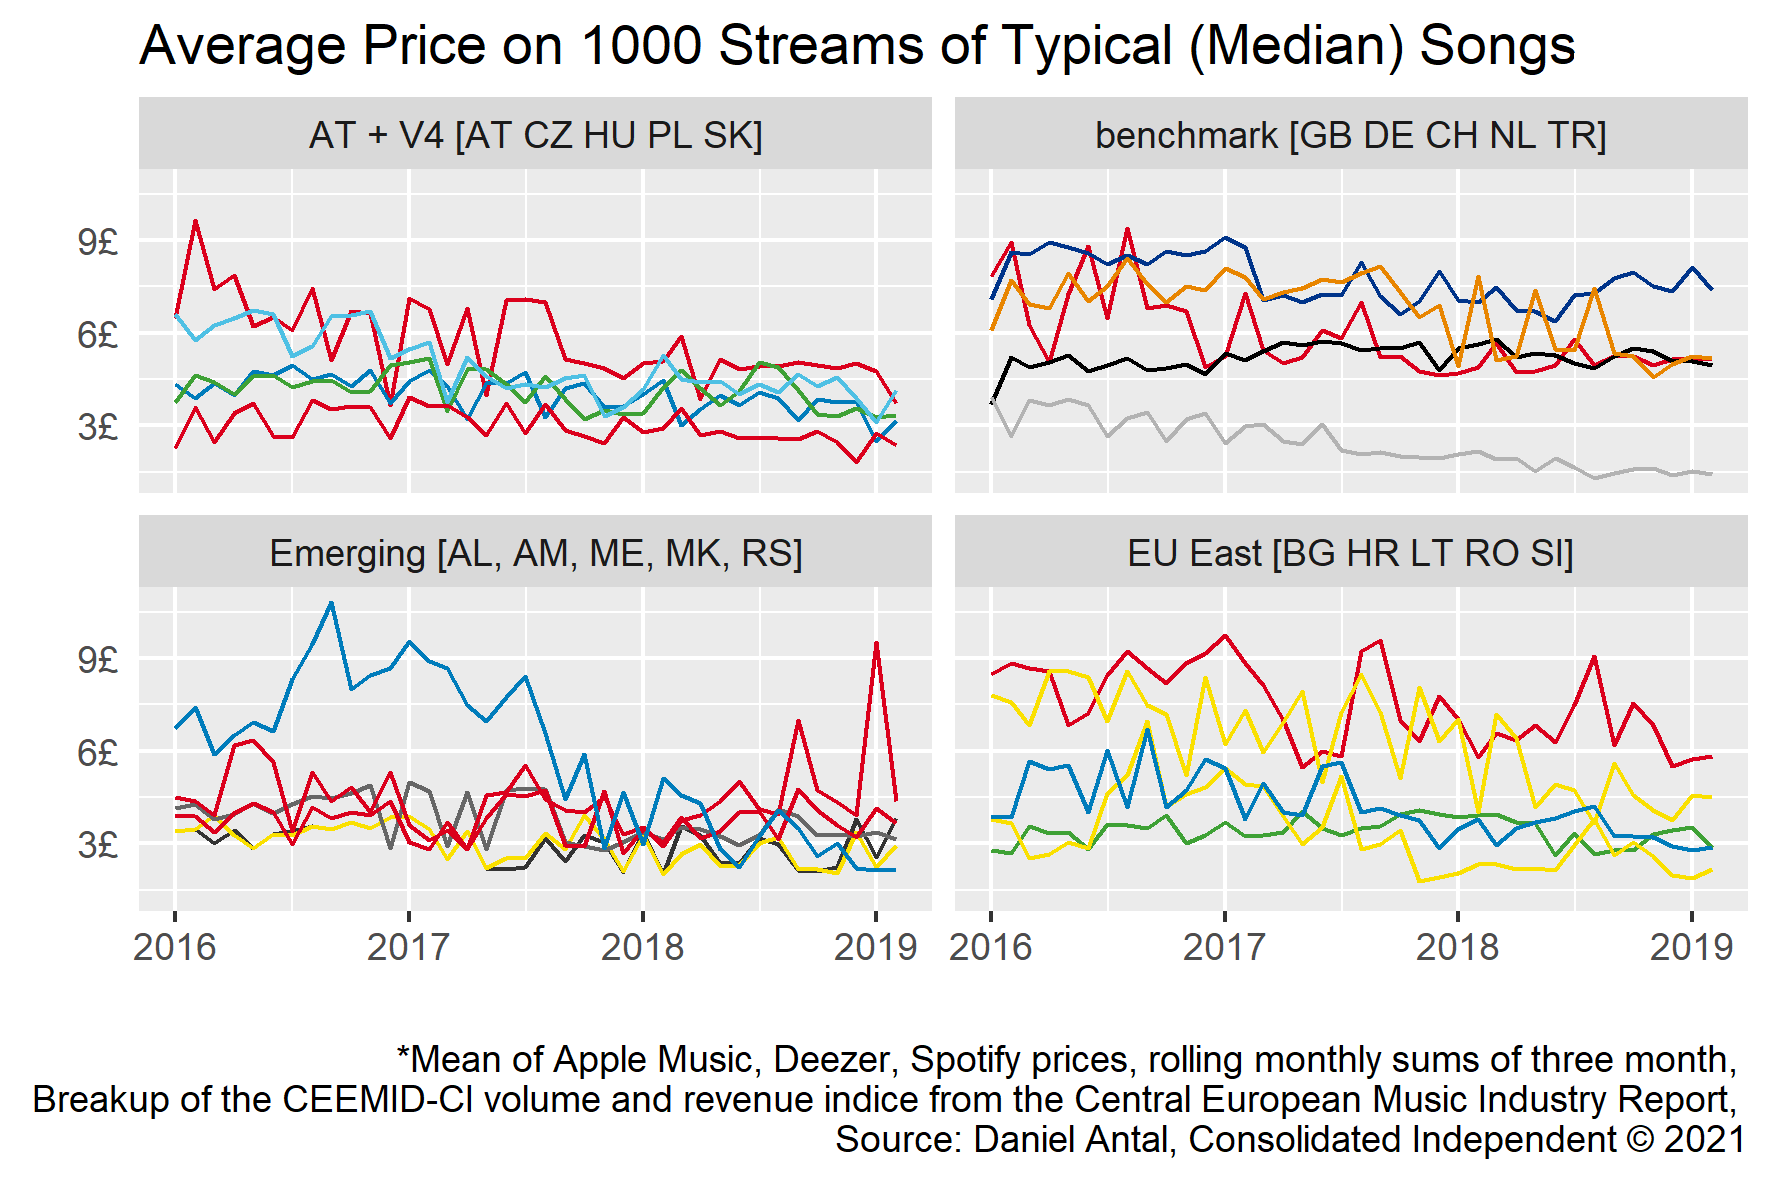 Average Price on 1000 Streams of Typical (Median) Songs
AT + V4 [AT CZ HU PL SK]
benchmark [GB DE CH NL TR]
9£
6£
3£
Emerging [AL, AM, ME, MK, RS]
EU East [BG HR LT RO SI]
9£
6£
3£
2016 2017 2018 2019
2016 2017 2018 2019
*Mean of Apple Music, Deezer, Spotify prices, rolling monthly sums of three month,
Breakup of the CEEMID-CI volume and revenue indice from the Central European Music Industry Report,
Source: Daniel Antal, Consolidated Independent © 2021